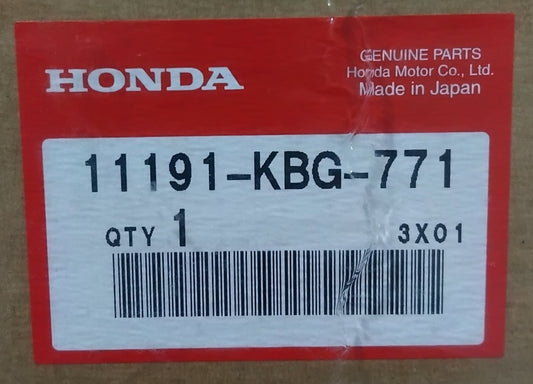 HONDA
GENUINE PARTS
Honda Motor Co., Ltd.
Made in Japan
11191-KBG-771
QTY 1 3X01